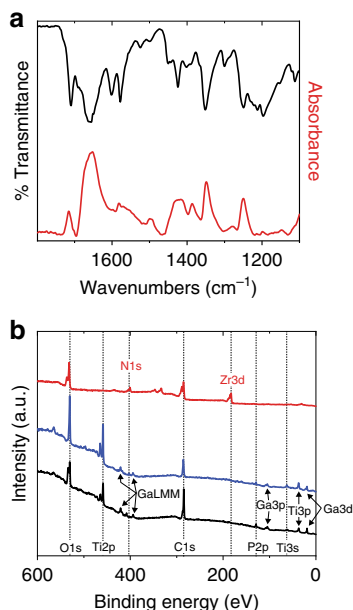 a
% Transmittance
Absorbance
1600 1400 1200
Wavenumbers (cm⁻¹)
b
Intensity (a.u.)
N1s
Zr3d
GaLMM
Ga3p
Ti3p
Ga3d
O1s Ti2p C1s P2p Ti3s
600 400 200 0
Binding energy (eV)